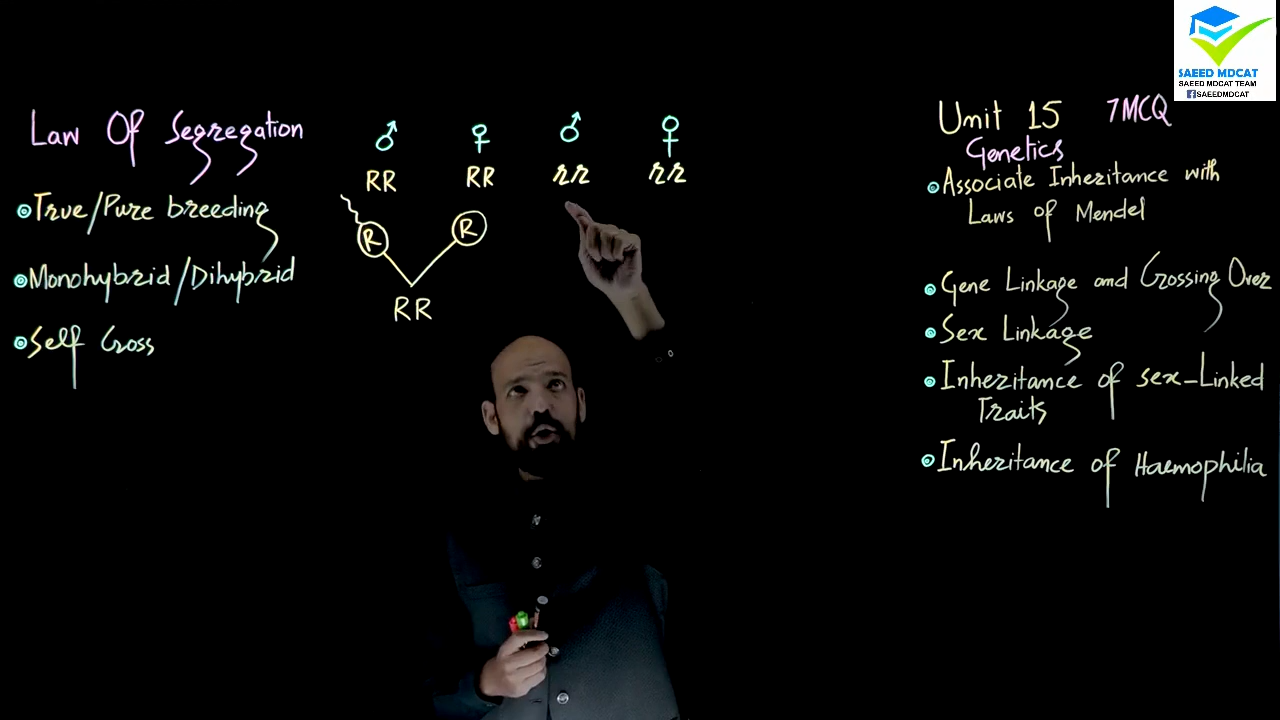 SAEED MDCAT
SAEED MDCAT TEAM
SAEEDMDCAT
Law Of Segregation
True/Pure breeding
Monohybrid/Dihybrid
Self Cross
♂ ♀ ♂ ♀
RR RR rr rr
R R
RR
Unit 15 7MCQ
Genetics
Associate Inheritance with
Laws of Mendel
Gene Linkage and Crossing Over
Sex Linkage
Inheritance of sex-Linked
Traits
Inheritance of Haemophilia